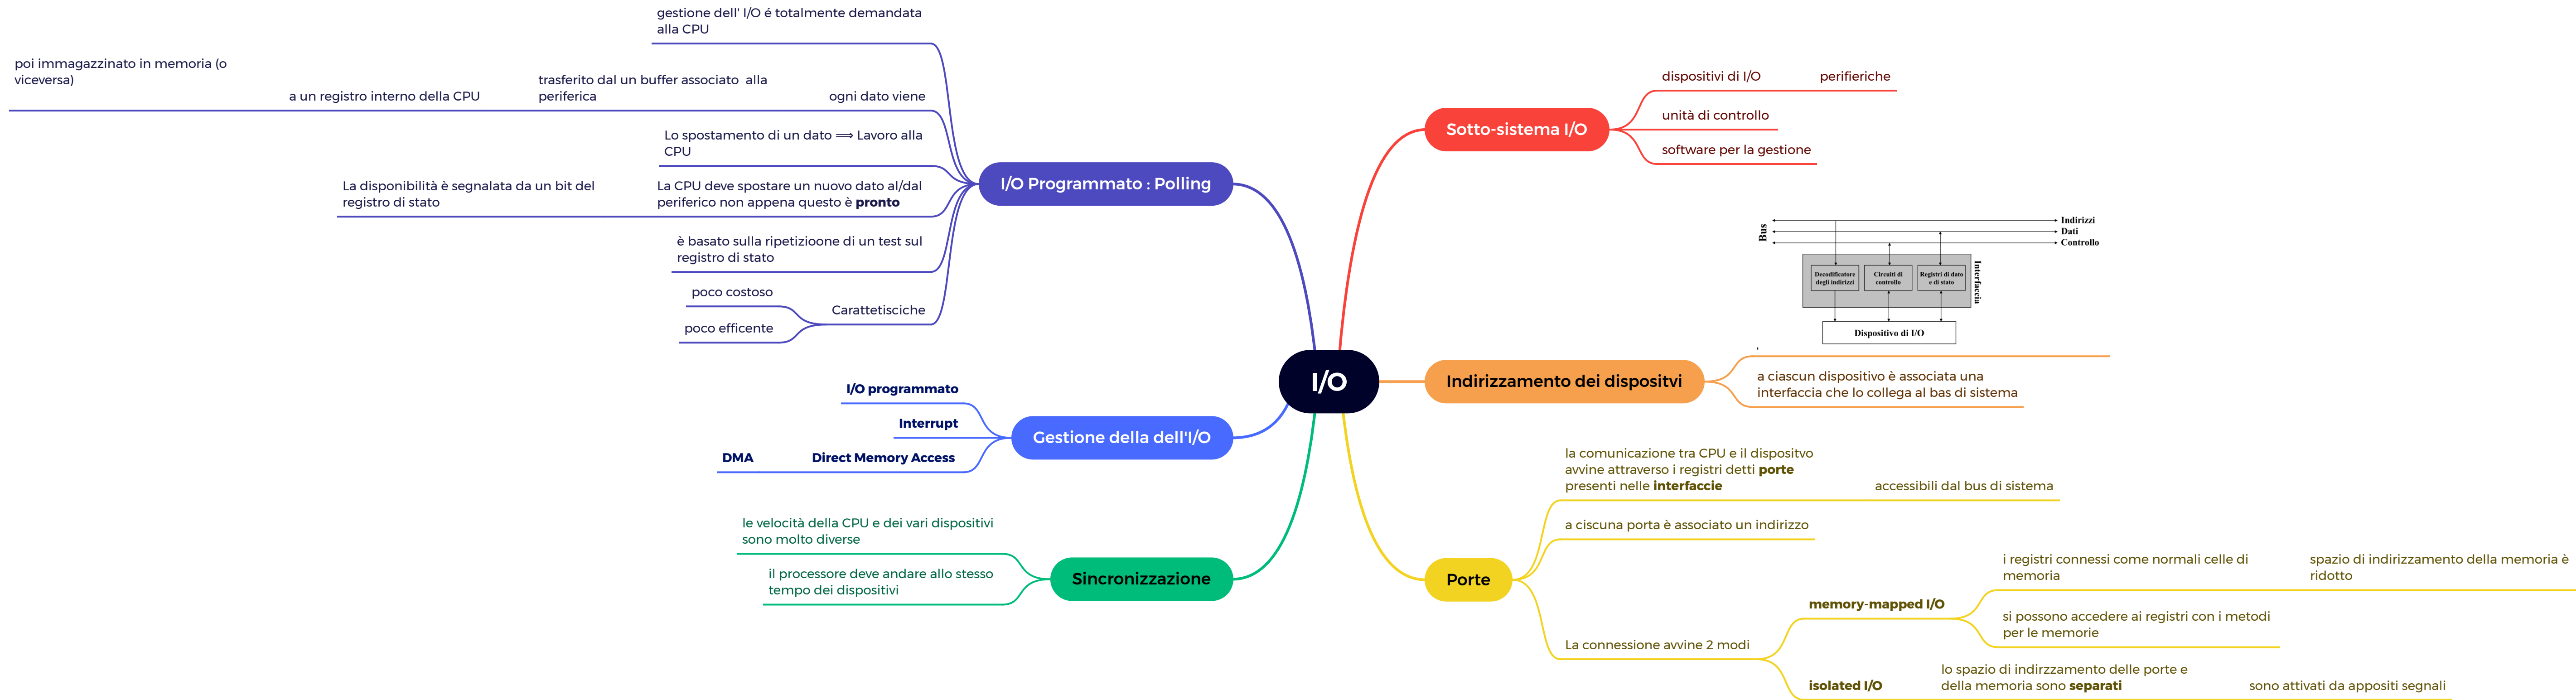 I/O
I/O Programmato : Polling
gestione dell' I/O é totalmente demandata
alla CPU
ogni dato viene
trasferito dal un buffer associato alla
periferica
a un registro interno della CPU
poi immagazzinato in memoria (o
viceversa)
Lo spostamento di un dato ⟹ Lavoro alla
CPU
La CPU deve spostare un nuovo dato al/dal
periferico non appena questo è pronto
La disponibilità è segnalata da un bit del
registro di stato
è basato sulla ripetizioone di un test sul
registro di stato
Carattetisciche
poco costoso
poco efficente
Gestione della dell'I/O
I/O programmato
Interrupt
Direct Memory Access
DMA
Sincronizzazione
le velocità della CPU e dei vari dispositivi
sono molto diverse
il processore deve andare allo stesso
tempo dei dispositivi
Sotto-sistema I/O
dispositivi di I/O
perifieriche
unità di controllo
software per la gestione
Indirizzamento dei dispositvi
Bus
Indirizzi
Dati
Controllo
Decodificatore
degli indirizzi
Circuiti di
controllo
Registri di dato
e di stato
Interfaccia
Dispositivo di I/O
'
a ciascun dispositivo è associata una
interfaccia che lo collega al bas di sistema
Porte
la comunicazione tra CPU e il dispositvo
avvine attraverso i registri detti porte
presenti nelle interfaccie
accessibili dal bus di sistema
a ciscuna porta è associato un indirizzo
La connessione avvine 2 modi
memory-mapped I/O
i registri connessi come normali celle di
memoria
spazio di indirizzamento della memoria è
ridotto
si possono accedere ai registri con i metodi
per le memorie
isolated I/O
lo spazio di indirzzamento delle porte e
della memoria sono separati
sono attivati da appositi segnali